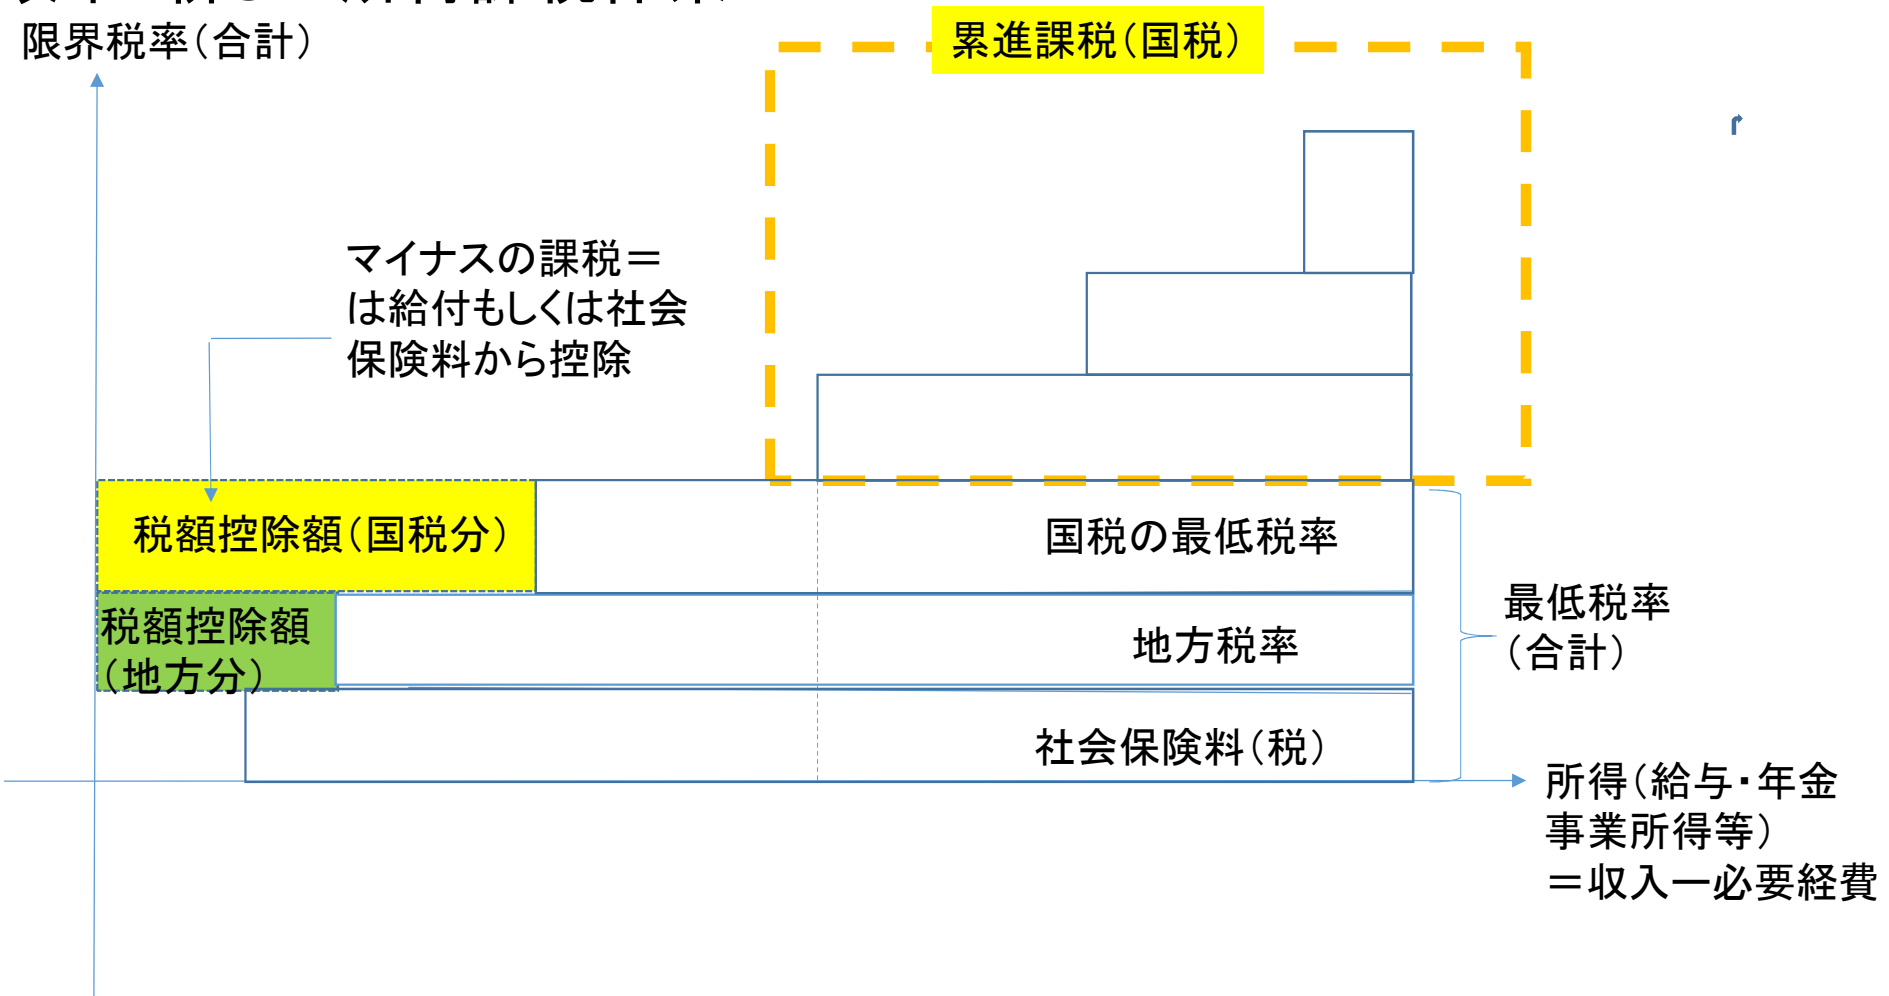 限界税率（合計）
累進課税（国税）
マイナスの課税＝
は給付もしくは社会
保険料から控除
税額控除額（国税分）
国税の最低税率
税額控除額
（地方分）
地方税率
最低税率
（合計）
社会保険料（税）
所得（給与・年金
事業所得等）
＝収入ー必要経費